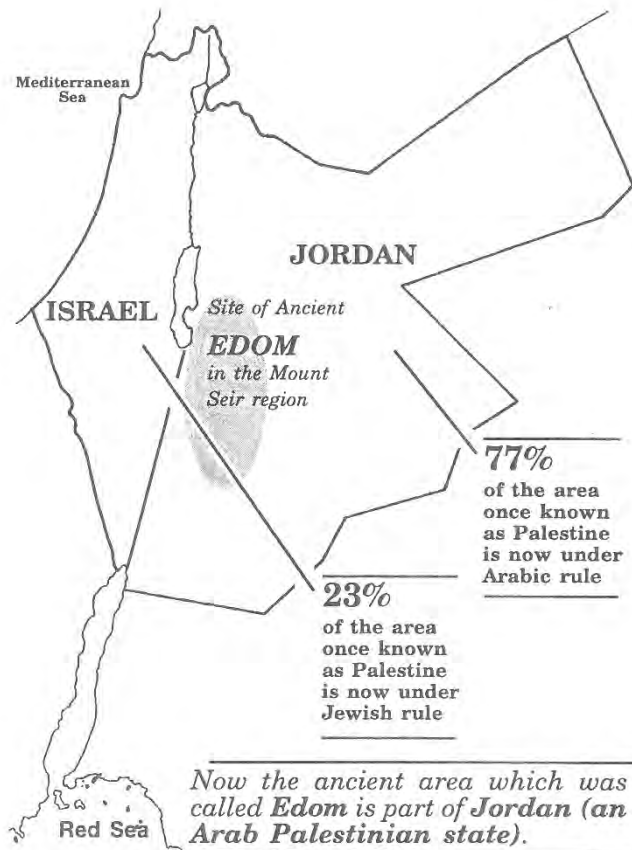 Mediterranean
Sea
JORDAN
ISRAEL
Site of Ancient
EDOM
in the Mount
Seir region
77%
of the area
once known
as Palestine
is now under
Arabic rule
23%
of the area
once known
as Palestine
is now under
Jewish rule
Now the ancient area which was
called Edom is part of Jordan (an
Arab Palestinian state).
Red Sea